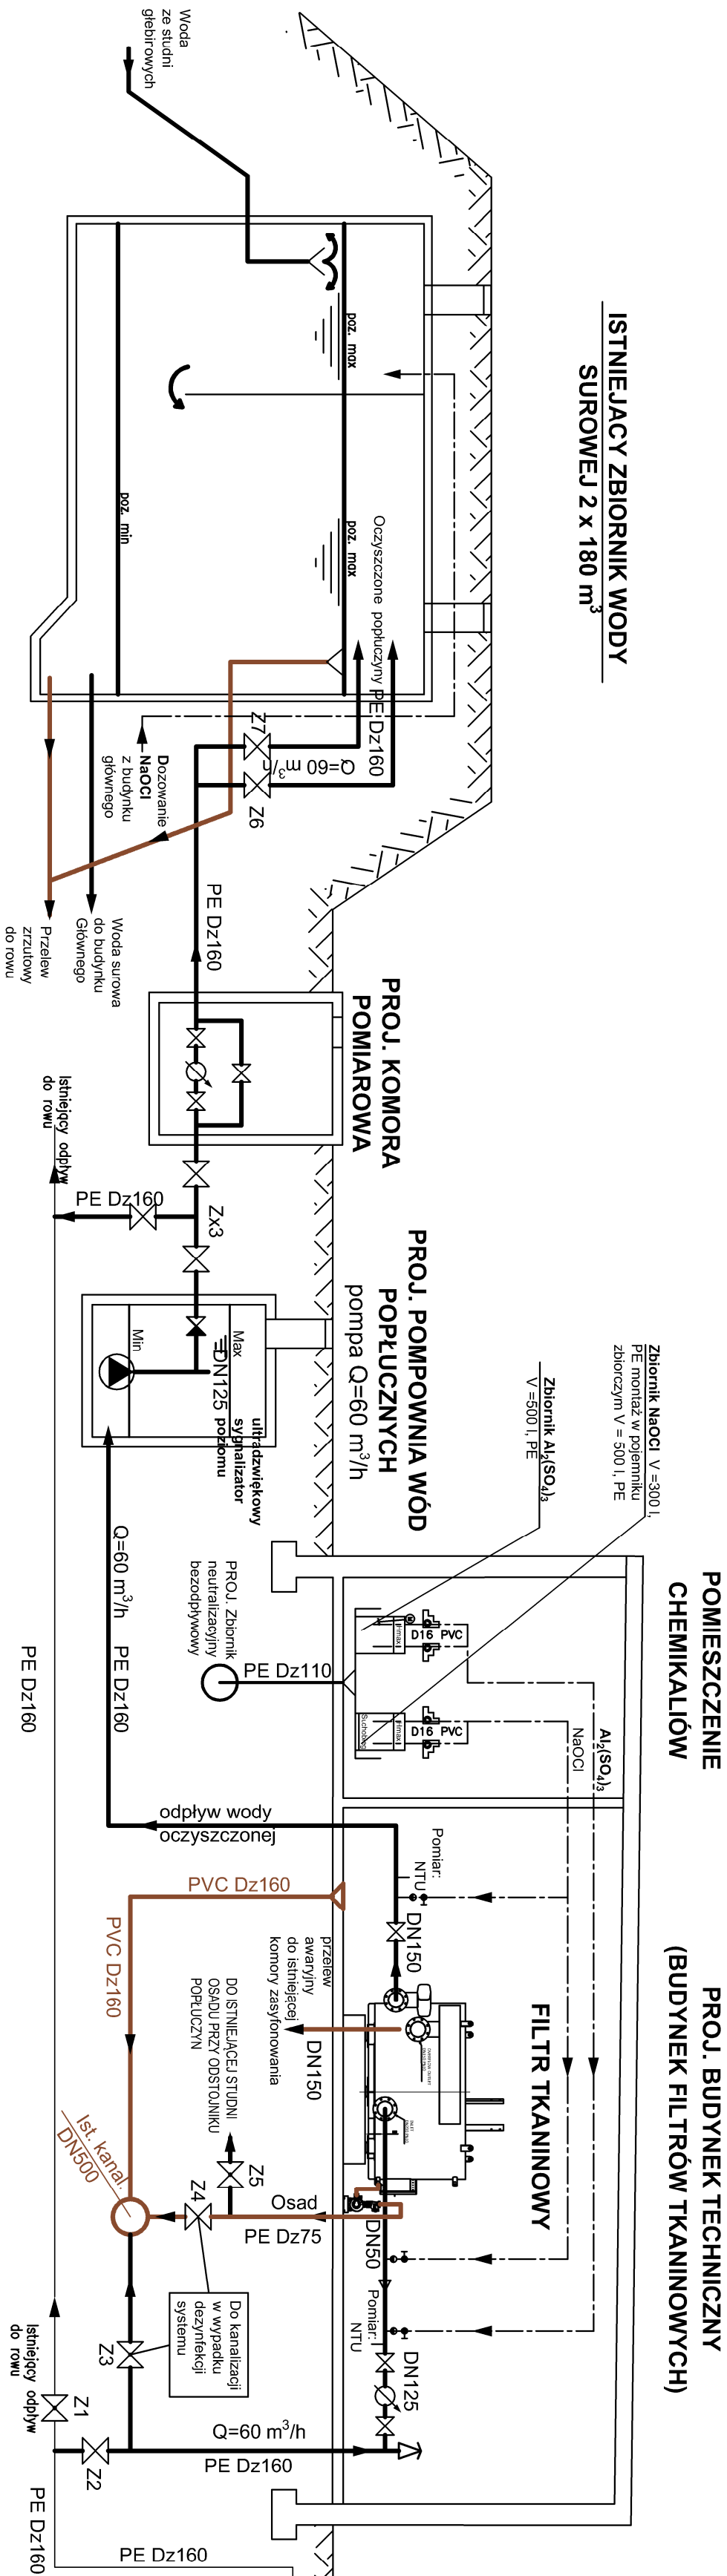 ISTNIEJACY ZBIORNIK WODY
SUROWEJ 2 x 180 m³
Woda
ze studni
głebirowych
poz. max
poz. max
poz. min
Oczyszczone popłuczyny
PE Dz160
Q=60 m³/h
Z7
Z6
Dozowanie
NaOCl
z budynku
głównego
Woda surowa
do budynku
Głównego
Przelew
zrzutowy
do rowu
PE Dz160
PROJ. KOMORA
POMIAROWA
Istniejący odpływ
do rowu
PE Dz160
Zx3
PROJ. POMPOWNIA WÓD
POPŁUCZNYCH
pompa Q=60 m³/h
Max
Min
DN125
ultradzwiękowy
sygnalizator
poziomu
Q=60 m³/h
PE Dz160
PE Dz160
Zbiornik NaOCl V =300 l,
PE montaż w pojemniku
zbiorczym V = 500 l, PE
Zbiornik Al₂(SO₄)₃
V =500 l, PE
POMIESZCZENIE
CHEMIKALIÓW
PROJ. Zbiornik
neutralizacyjny
bezodpływowy
PE Dz110
D16 PVC
D16 PVC
Hmax
Hmax
Al₂(SO₄)₃
NaOCl
PROJ. BUDYNEK TECHNICZNY
(BUDYNEK FILTRÓW TKANINOWYCH)
odpływ wody
oczyszczonej
Pomiar:
NTU
DN150
PVC Dz160
PVC Dz160
FILTR TKANINOWY
przelew
awaryjny
do istniejącej
komory zasyfonowania
DN150
DO ISTNIEJĄCEJ STUDNI
OSADU PRZY ODSTOJNIKU
POPŁUCZYN
Z5
Z4
Osad
PE Dz75
DN50
Ist. kanal.
DN500
Do kanalizacji
w wypadku
dezynfekcji
systemu
Z3
Pomiar:
NTU
DN125
Q=60 m³/h
PE Dz160
Istniejący odpływ
do rowu
Z1
Z2
PE Dz160
PE Dz160